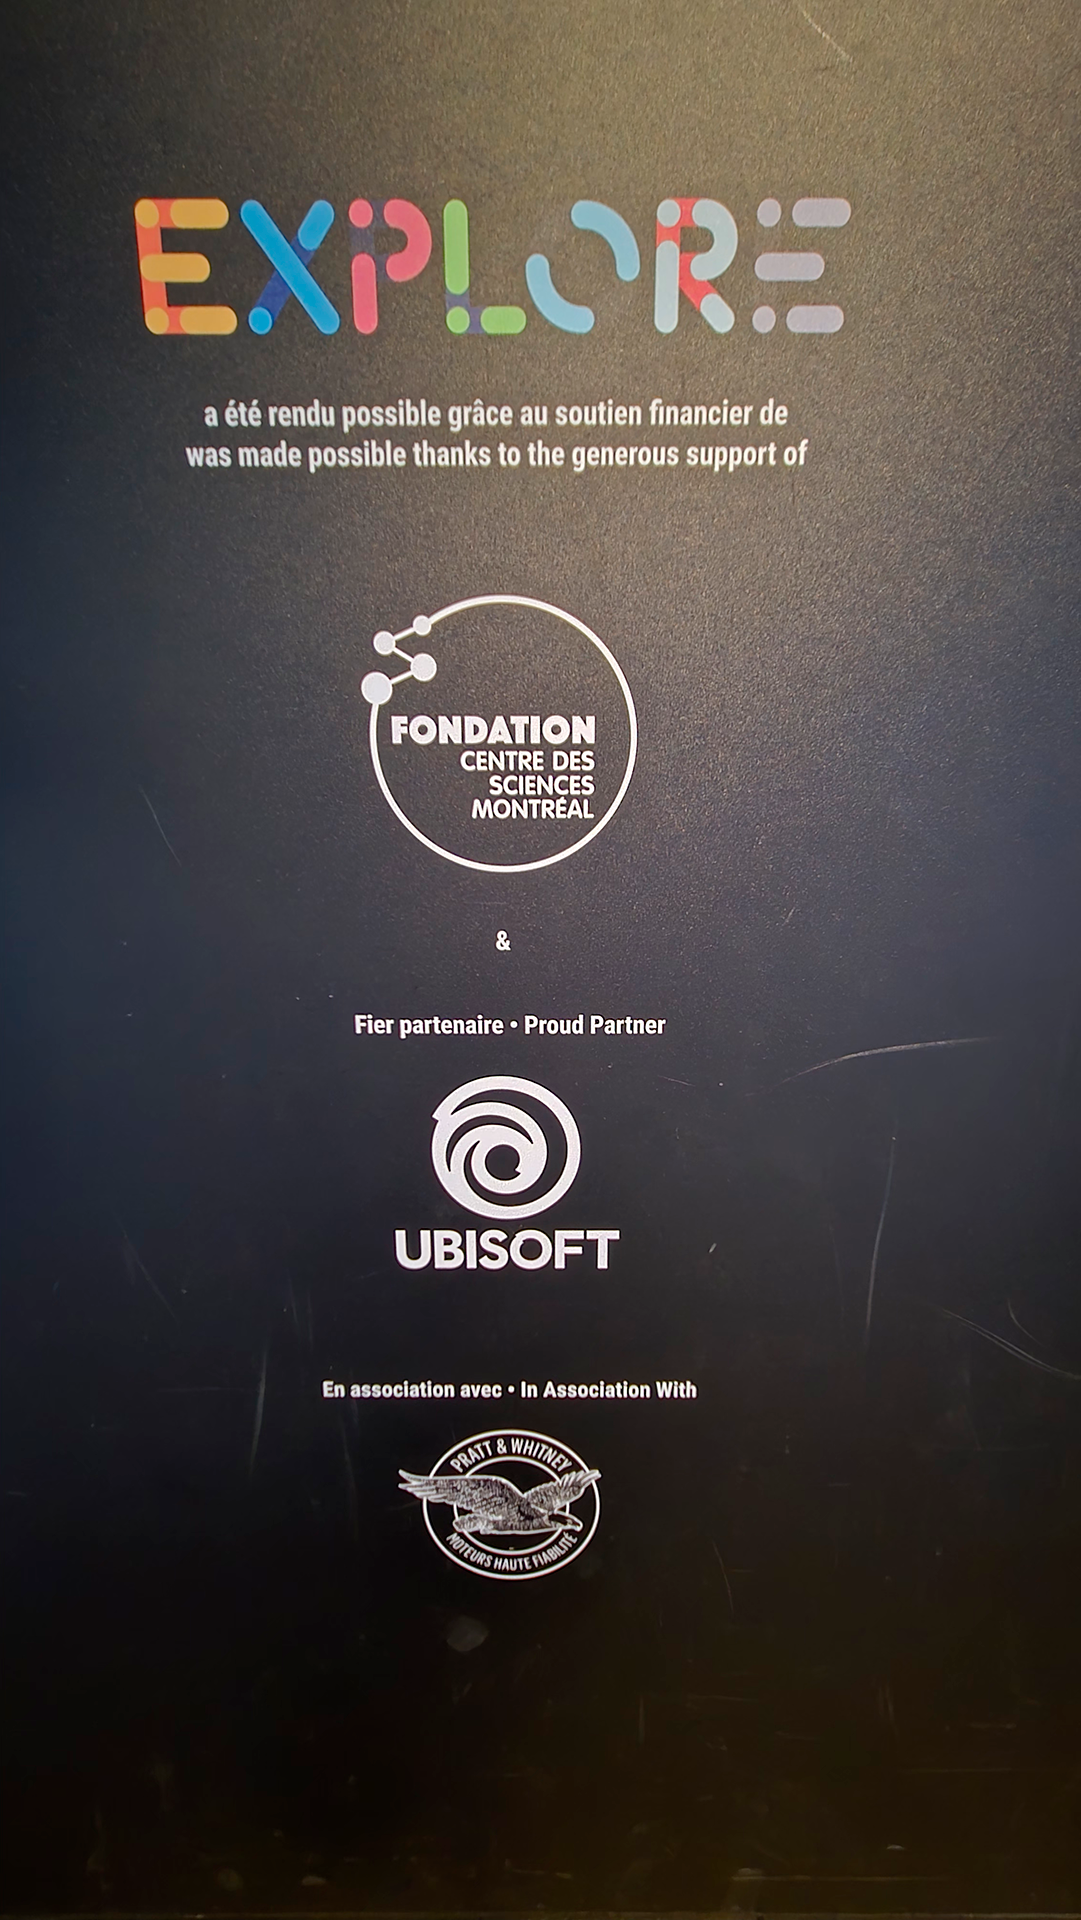 EXPLORE
a été rendu possible grâce au soutien financier de
was made possible thanks to the generous support of
FONDATION
CENTRE DES
SCIENCES
MONTRÉAL
&
Fier partenaire • Proud Partner
UBISOFT
En association avec • In Association With
PRATT & WHITNEY
MOTEURS HAUTE FIABILITÉ